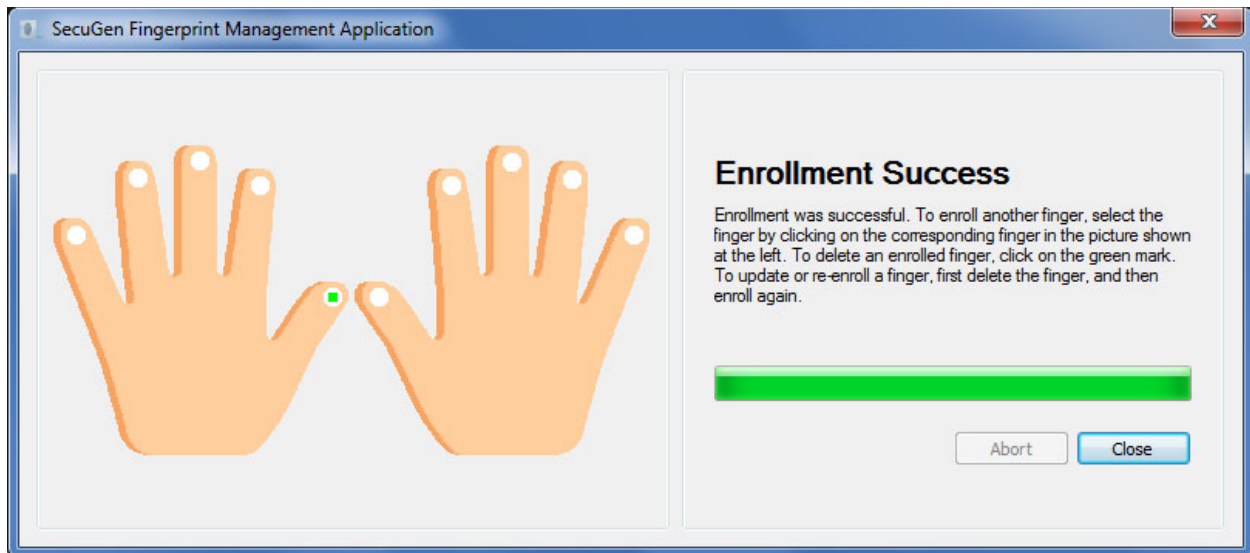 SecuGen Fingerprint Management Application
Enrollment Success
Enrollment was successful. To enroll another finger, select the
finger by clicking on the corresponding finger in the picture shown
at the left. To delete an enrolled finger, click on the green mark.
To update or re-enroll a finger, first delete the finger, and then
enroll again.
Abort
Close